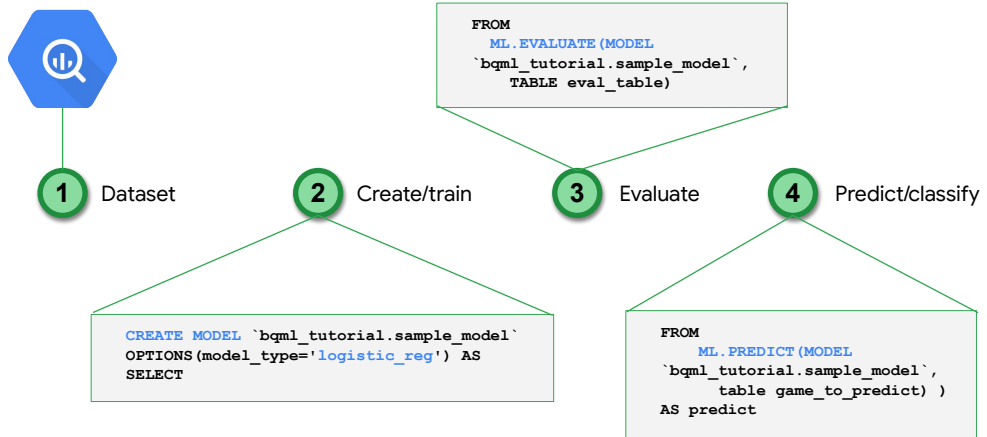 FROM
ML.EVALUATE(MODEL
`bqml_tutorial.sample_model`,
TABLE eval_table)
1 Dataset
2 Create/train
3 Evaluate
4 Predict/classify
CREATE MODEL `bqml_tutorial.sample_model`
OPTIONS(model_type='logistic_reg') AS
SELECT
FROM
ML.PREDICT(MODEL
`bqml_tutorial.sample_model`,
table game_to_predict) )
AS predict